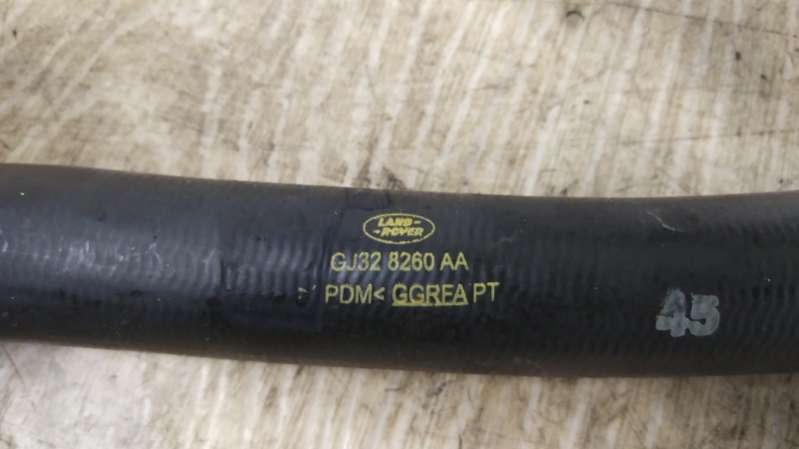 LAND-
-ROVER
GJ32 8260 AA
PDM< GGRFA PT
45